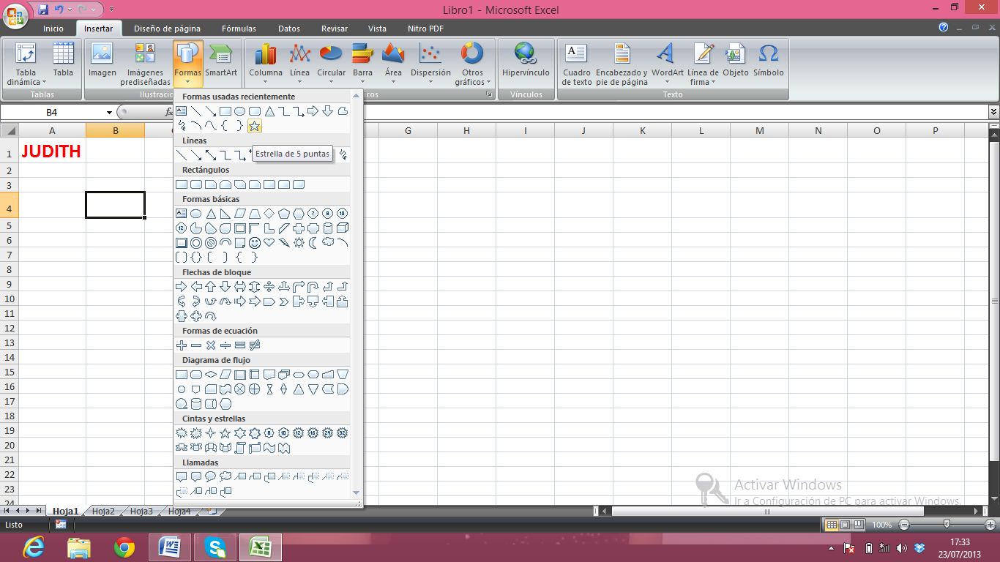 Libro1 - Microsoft Excel
Inicio Insertar Diseño de página Fórmulas Datos Revisar Vista Nitro PDF
Tabla dinámica Tabla Imagen Imágenes prediseñadas Formas SmartArt Columna Línea Circular Barra Área Dispersión Otros gráficos Hipervínculo Cuadro de texto Encabezado y pie de página WordArt Línea de firma Objeto Símbolo
Tablas Ilustracio icos Vínculos Texto
B4 fx
Formas usadas recientemente
Líneas
Estrella de 5 puntas
Rectángulos
Formas básicas
Flechas de bloque
Formas de ecuación
Diagrama de flujo
Cintas y estrellas
Llamadas
A B G H I J K L M N O P
1 JUDITH
2
3
4
5
6
7
8
9
10
11
12
13
14
15
16
17
18
19
20
21
22
23
24
Activar Windows
Ir a Configuración de PC para activar Windows.
Hoja1 Hoja2 Hoja3 Hoja4
Listo 100%
17:33
23/07/2013